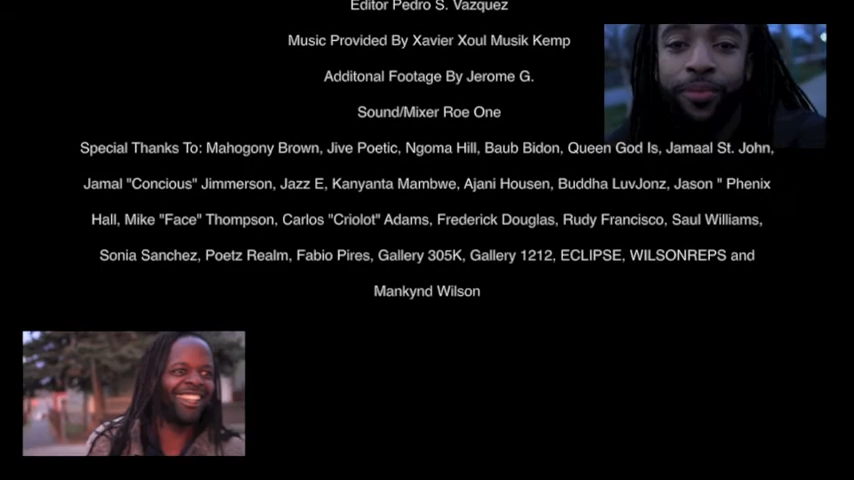 Editor Pedro S. Vazquez
Music Provided By Xavier Xoul Musik Kemp
Additonal Footage By Jerome G.
Sound/Mixer Roe One
Special Thanks To: Mahogony Brown, Jive Poetic, Ngoma Hill, Baub Bidon, Queen God Is, Jamaal St. John,
Jamal "Concious" Jimmerson, Jazz E, Kanyanta Mambwe, Ajani Housen, Buddha LuvJonz, Jason " Phenix
Hall, Mike "Face" Thompson, Carlos "Criolot" Adams, Frederick Douglas, Rudy Francisco, Saul Williams,
Sonia Sanchez, Poetz Realm, Fabio Pires, Gallery 305K, Gallery 1212, ECLIPSE, WILSONREPS and
Mankynd Wilson